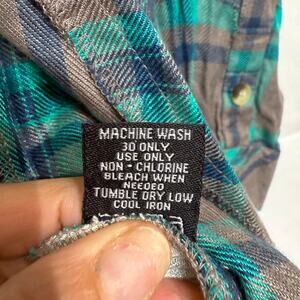 MACHINE WASH
30 ONLY
USE ONLY
NON - CHLORINE
BLEACH WHEN
NEEDED
TUMBLE DRY LOW
COOL IRON